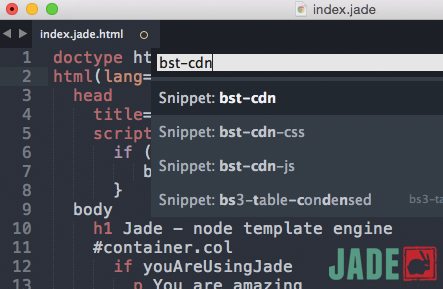 index.jade
index.jade.html
bst-cdn
Snippet: bst-cdn
Snippet: bst-cdn-css
Snippet: bst-cdn-js
Snippet: bs3-table-condensed bs3-ta
1 doctype ht
2 html(lang=
3 head
4 title=
5 script
6 if (
7 b
8 }
9 body
10 h1 Jade - node template engine
11 #container.col
12 if youAreUsingJade
13 p You are amazing
JADE